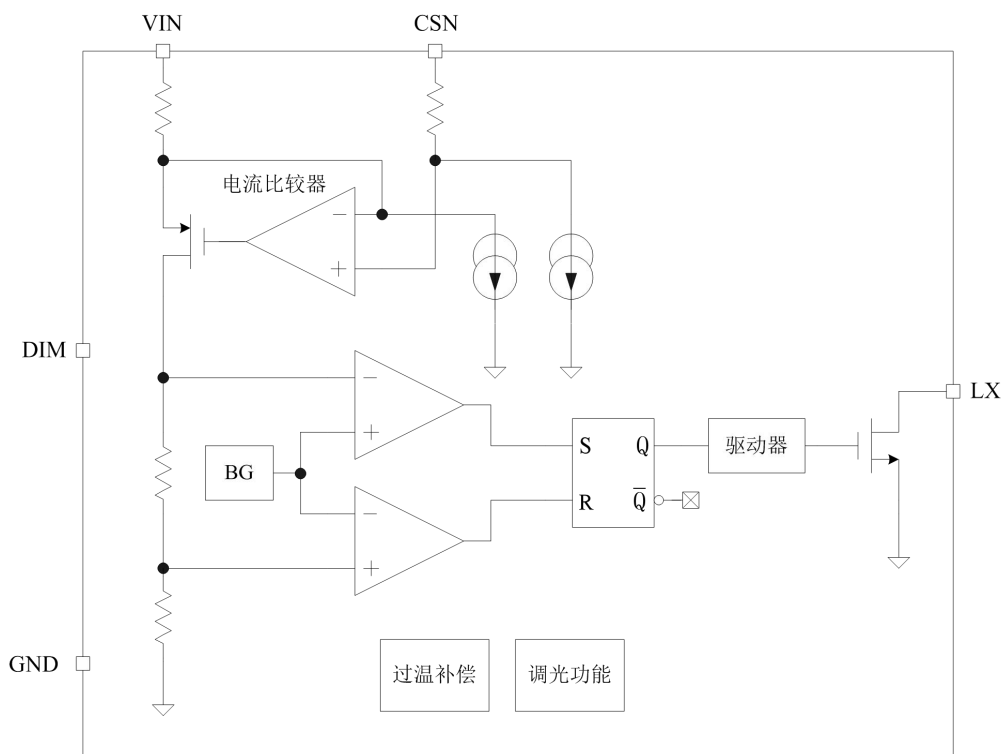 VIN
CSN
电流比较器
−
+
DIM
−
+
LX
BG
S
Q
驱动器
R
Q̅
−
+
过温补偿
调光功能
GND